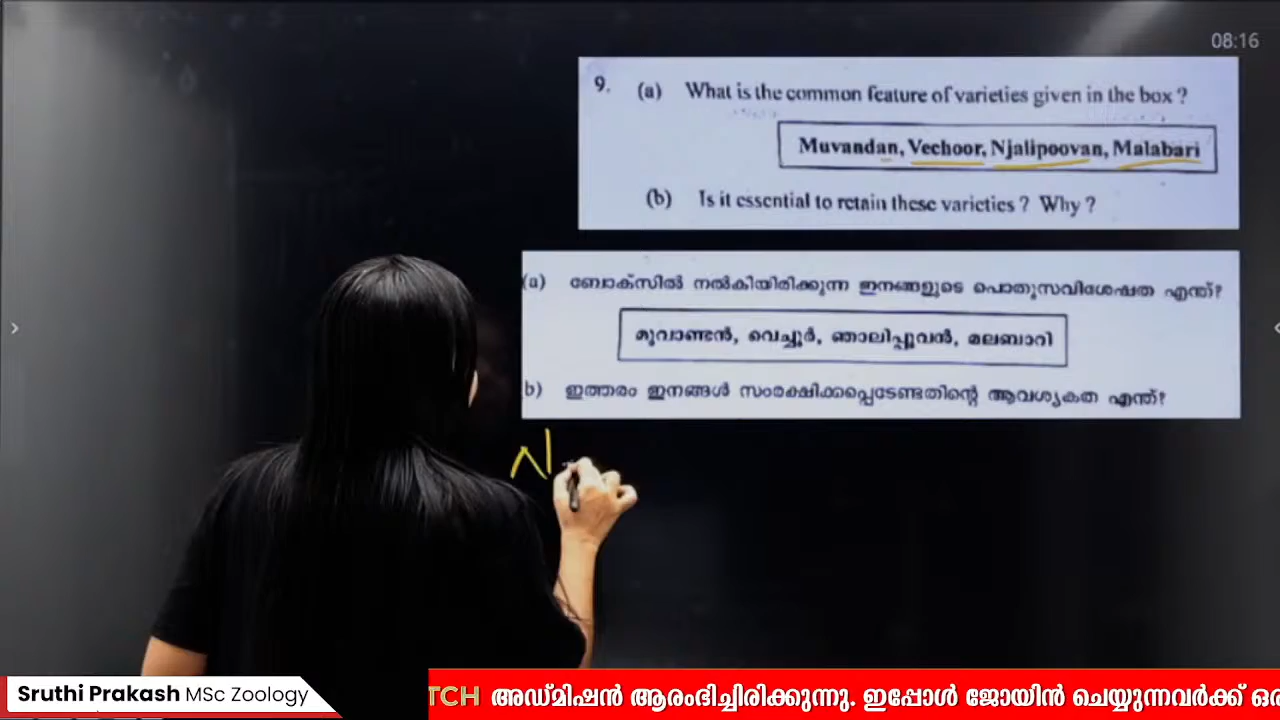 08:16
9. (a) What is the common feature of varieties given in the box ?
Muvandan, Vechoor, Njalipoovan, Malabari
(b) Is it essential to retain these varieties ? Why ?
(a) ബോക്സിൽ നൽകിയിരിക്കുന്ന ഇനങ്ങളുടെ പൊതുസവിശേഷത എന്ത്?
മൂവാണ്ടൻ, വെച്ചൂർ, ഞാലിപ്പൂവൻ, മലബാറി
b) ഇത്തരം ഇനങ്ങൾ സംരക്ഷിക്കപ്പെടേണ്ടതിന്റെ ആവശ്യകത എന്ത്?
N
Sruthi Prakash MSc Zoology
TCH അഡ്മിഷൻ ആരംഭിച്ചിരിക്കുന്നു. ഇപ്പോൾ ജോയിൻ ചെയ്യുന്നവർക്ക് ഒര